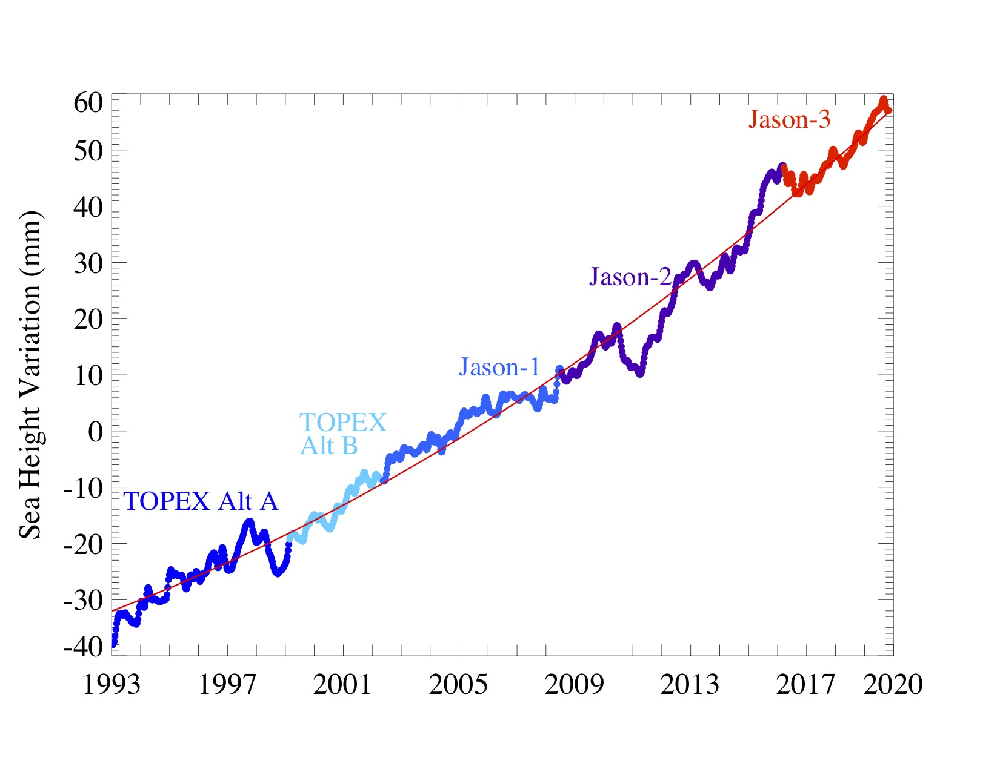 60
50
40
30
20
10
0
-10
-20
-30
-40
Sea Height Variation (mm)
Jason-3
Jason-2
Jason-1
TOPEX
Alt B
TOPEX Alt A
1993 1997 2001 2005 2009 2013 2017 2020